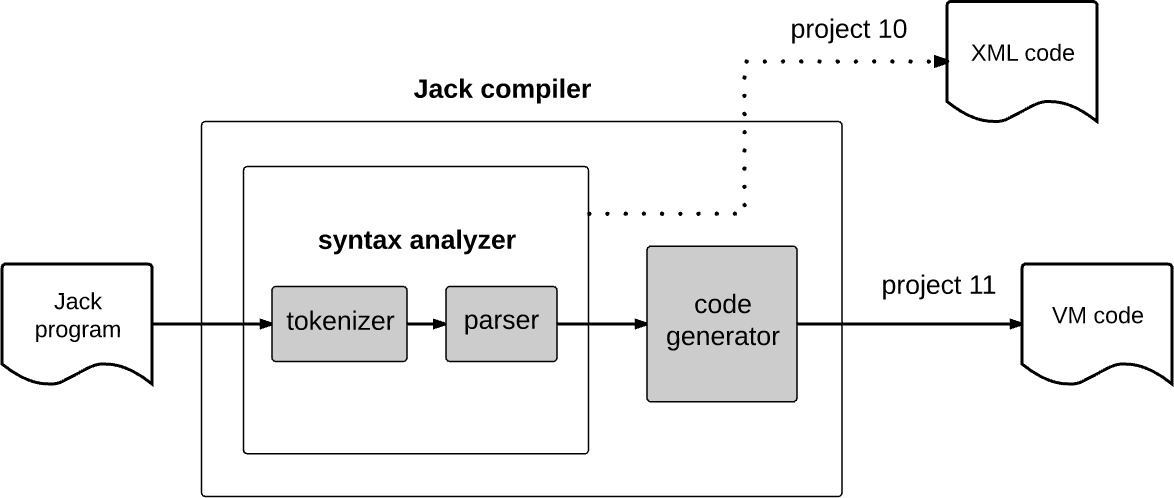 project 10
XML code
Jack compiler
syntax analyzer
Jack
program
tokenizer
parser
code
generator
project 11
VM code